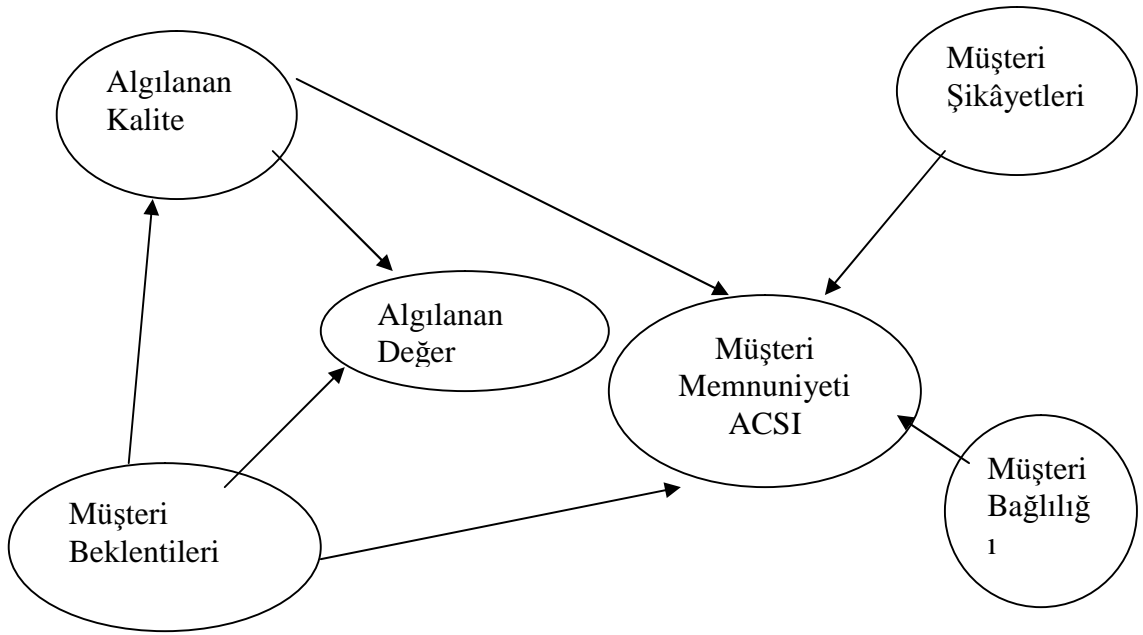 Algılanan
Kalite
Müşteri
Şikâyetleri
Algılanan
Değer
Müşteri
Memnuniyeti
ACSI
Müşteri
Bağlılığ
ı
Müşteri
Beklentileri